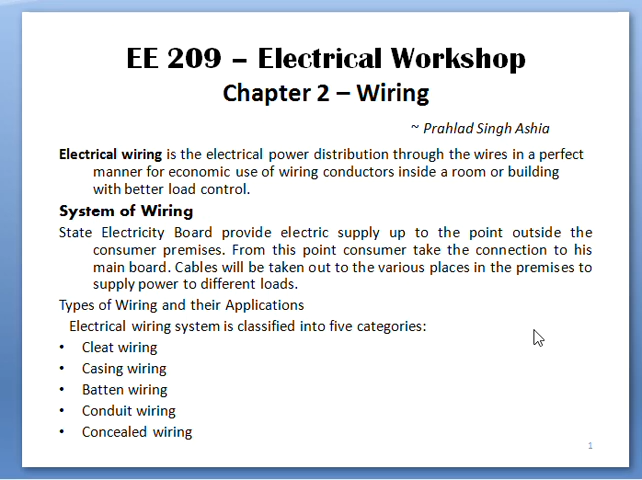 EE 209 – Electrical Workshop
Chapter 2 – Wiring
~ Prahlad Singh Ashia
Electrical wiring is the electrical power distribution through the wires in a perfect
manner for economic use of wiring conductors inside a room or building
with better load control.
System of Wiring
State Electricity Board provide electric supply up to the point outside the
consumer premises. From this point consumer take the connection to his
main board. Cables will be taken out to the various places in the premises to
supply power to different loads.
Types of Wiring and their Applications
Electrical wiring system is classified into five categories:
• Cleat wiring
• Casing wiring
• Batten wiring
• Conduit wiring
• Concealed wiring
1